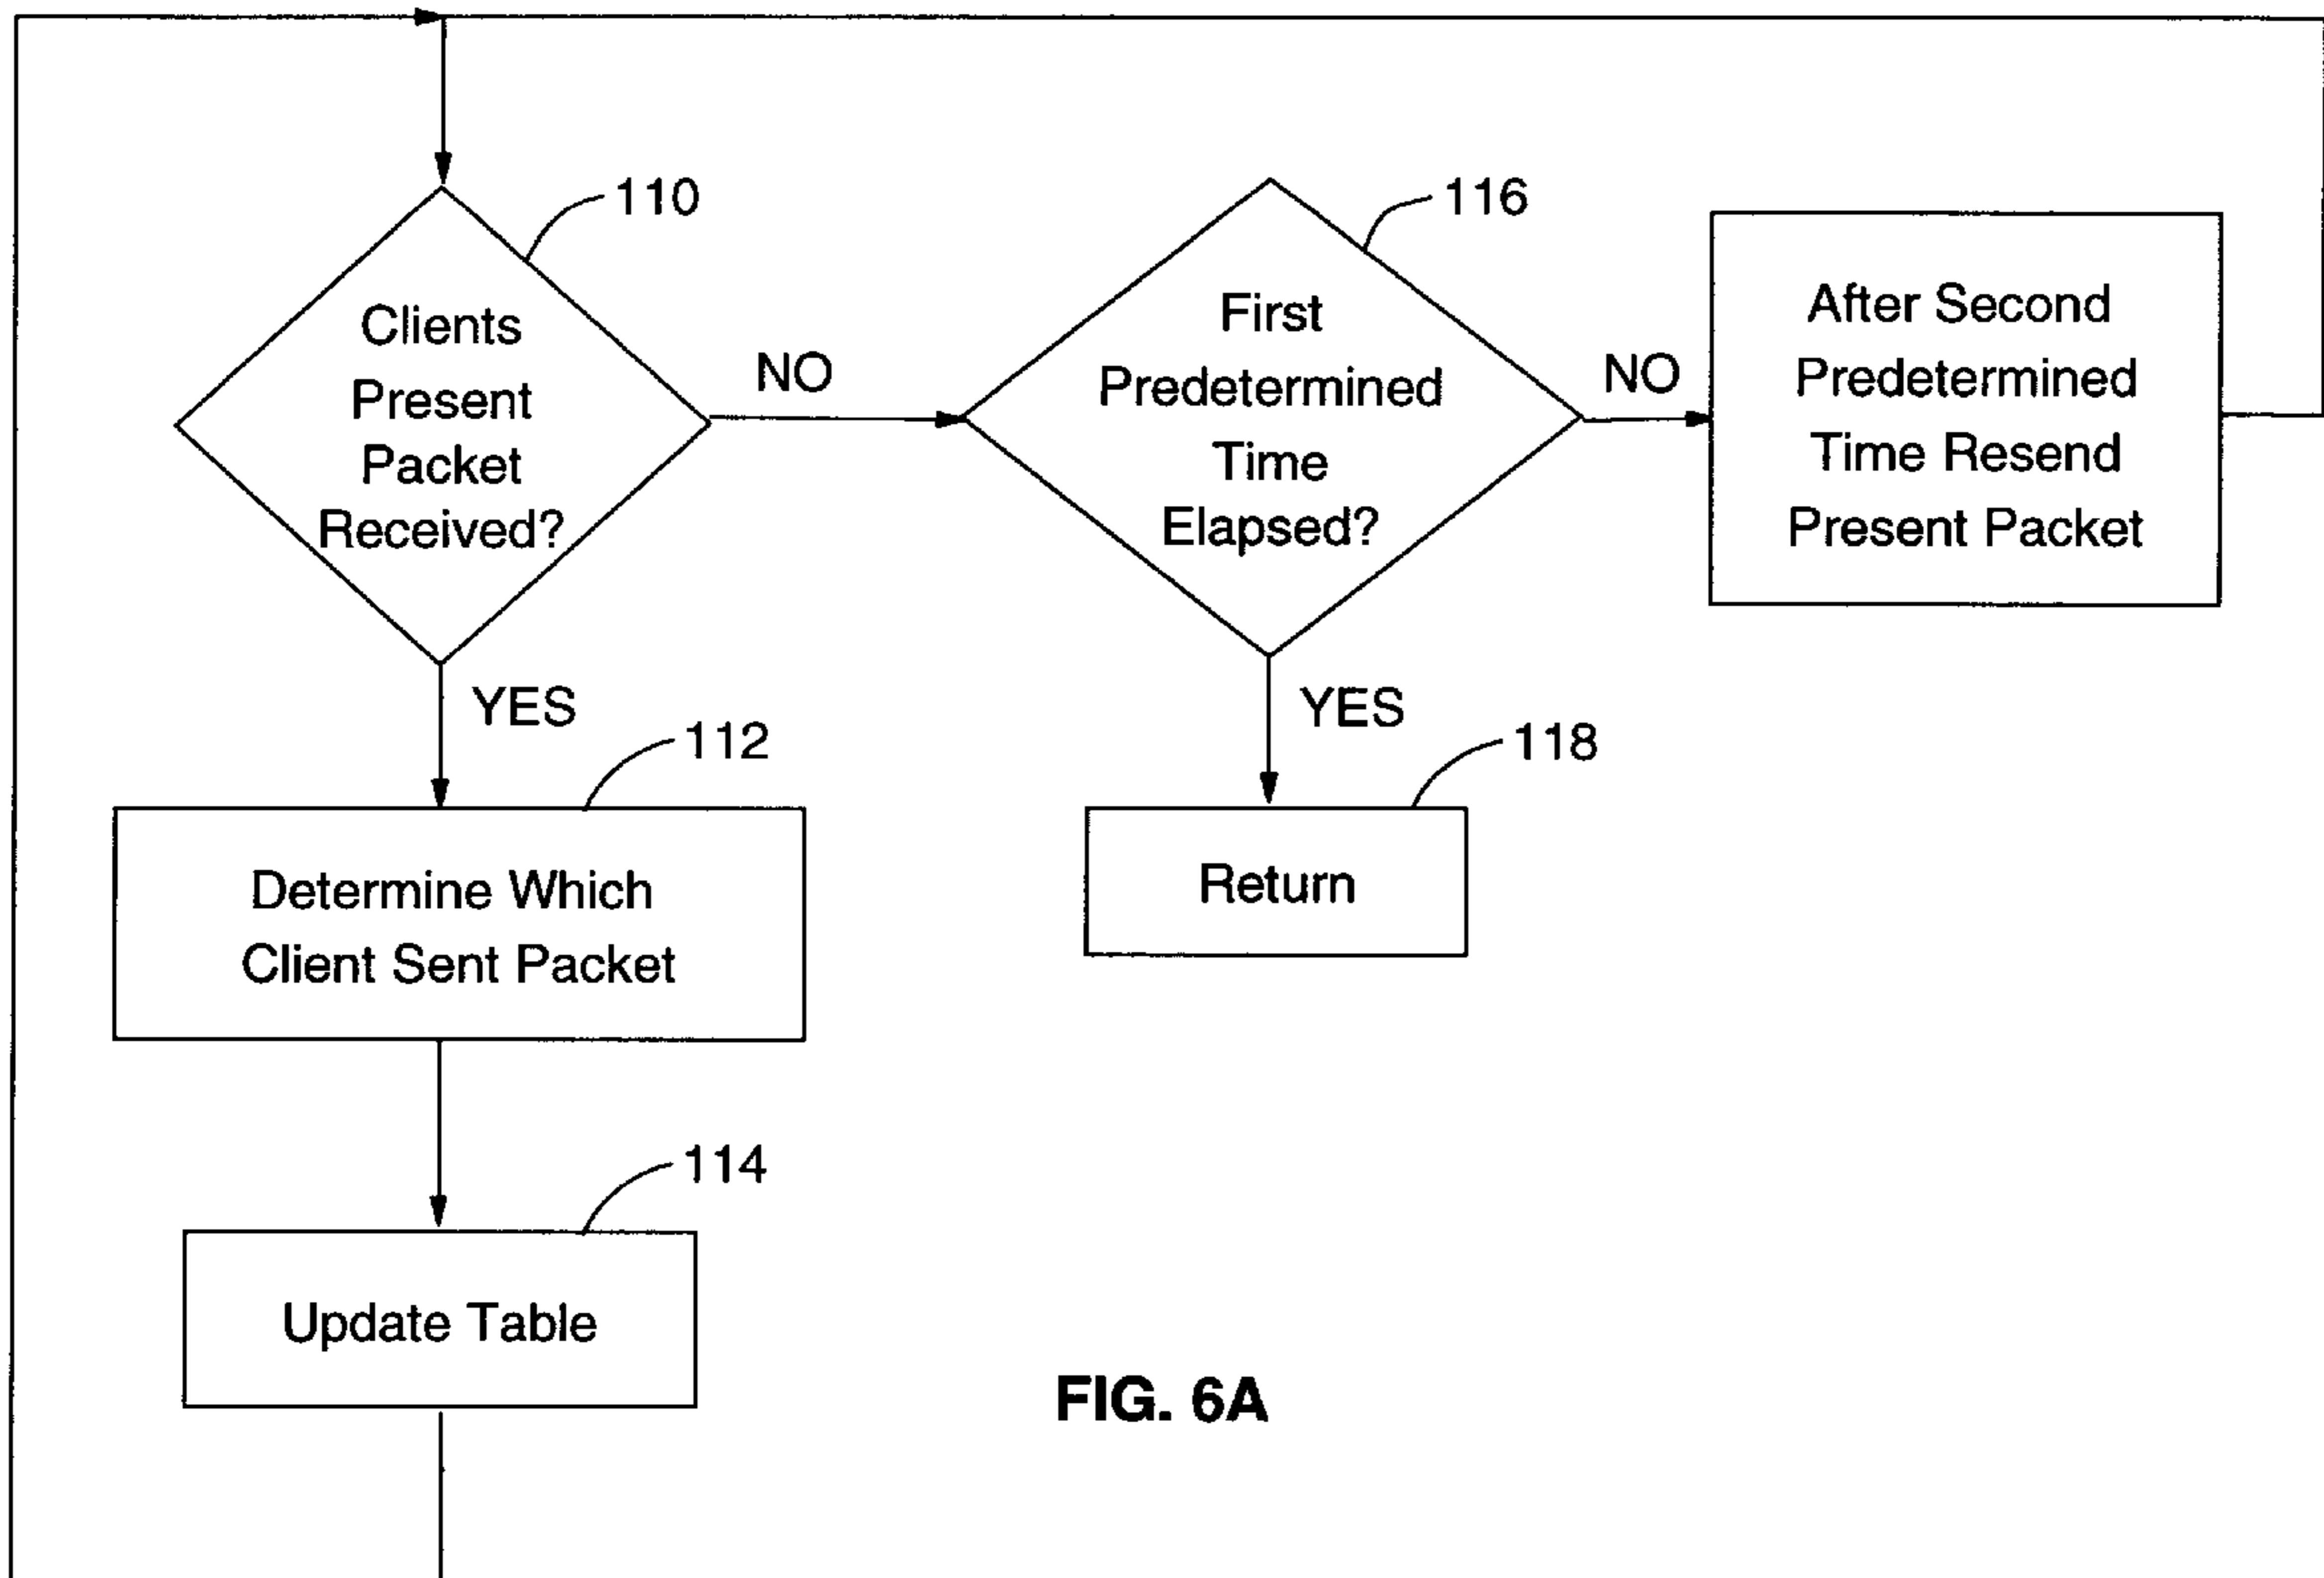 110
Clients
Present
Packet
Received?
NO
116
First
Predetermined
Time
Elapsed?
NO
After Second
Predetermined
Time Resend
Present Packet
YES
112
Determine Which
Client Sent Packet
YES
118
Return
114
Update Table
FIG. 6A